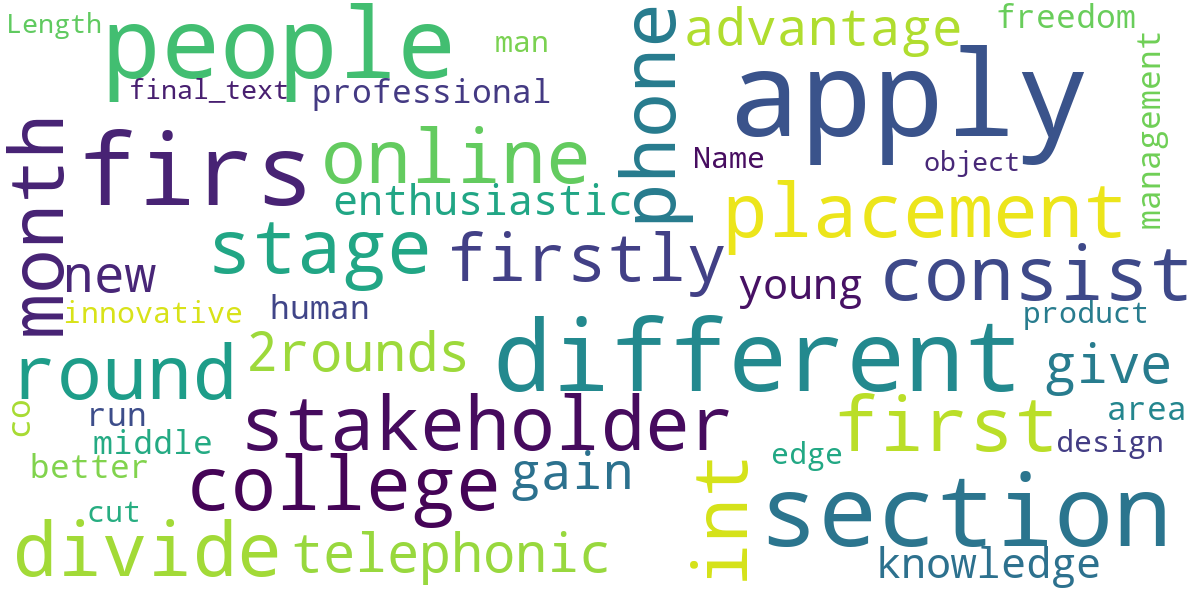 Length
people
man
advantage
freedom
final_text
professional
phone
apply
management
month
firs
online
Name
object
enthusiastic
placement
stage
firstly
new
young
consist
innovative
human
product
round
2rounds
different
give
co
run
stakeholder
first
area
middle
design
better
college
gain
edge
int
section
cut
divide
telephonic
knowledge